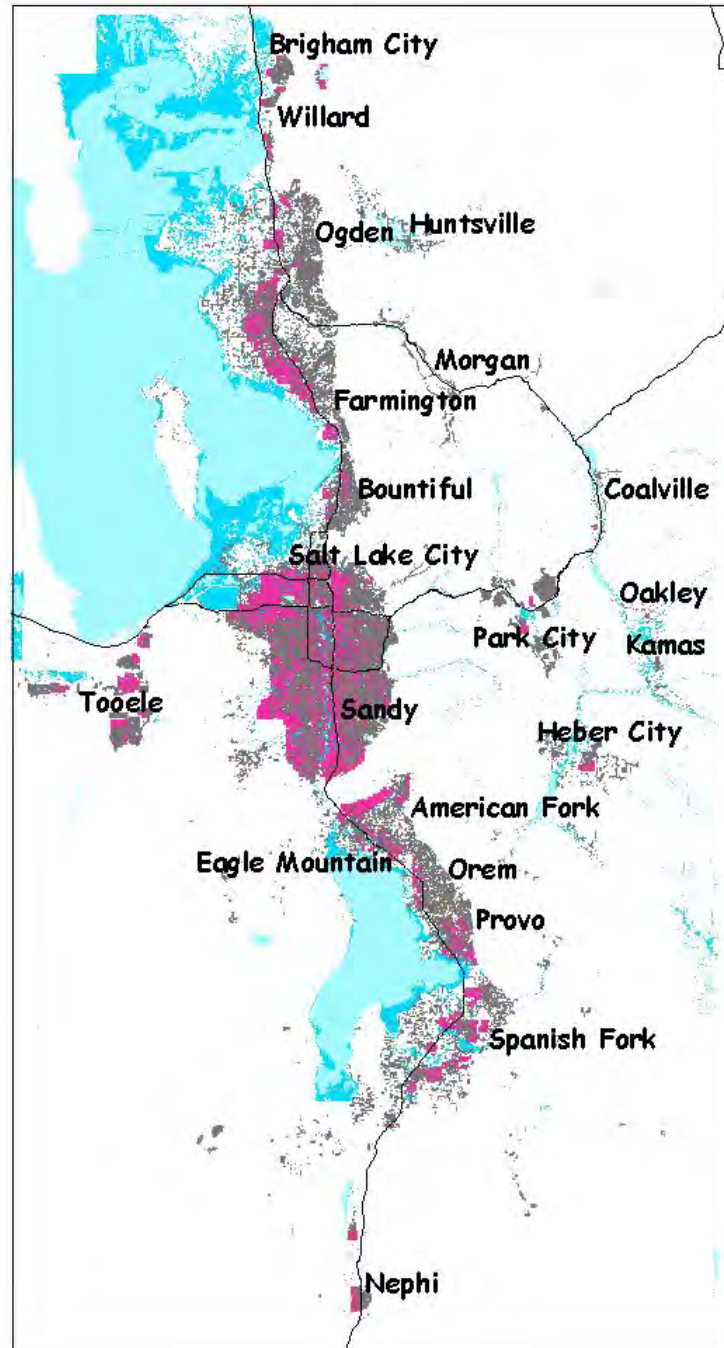 Brigham City
Willard
Ogden
Huntsville
Morgan
Farmington
Bountiful
Coalville
Salt Lake City
Oakley
Park City
Kamas
Tooele
Sandy
Heber City
American Fork
Eagle Mountain
Orem
Provo
Spanish Fork
Nephi